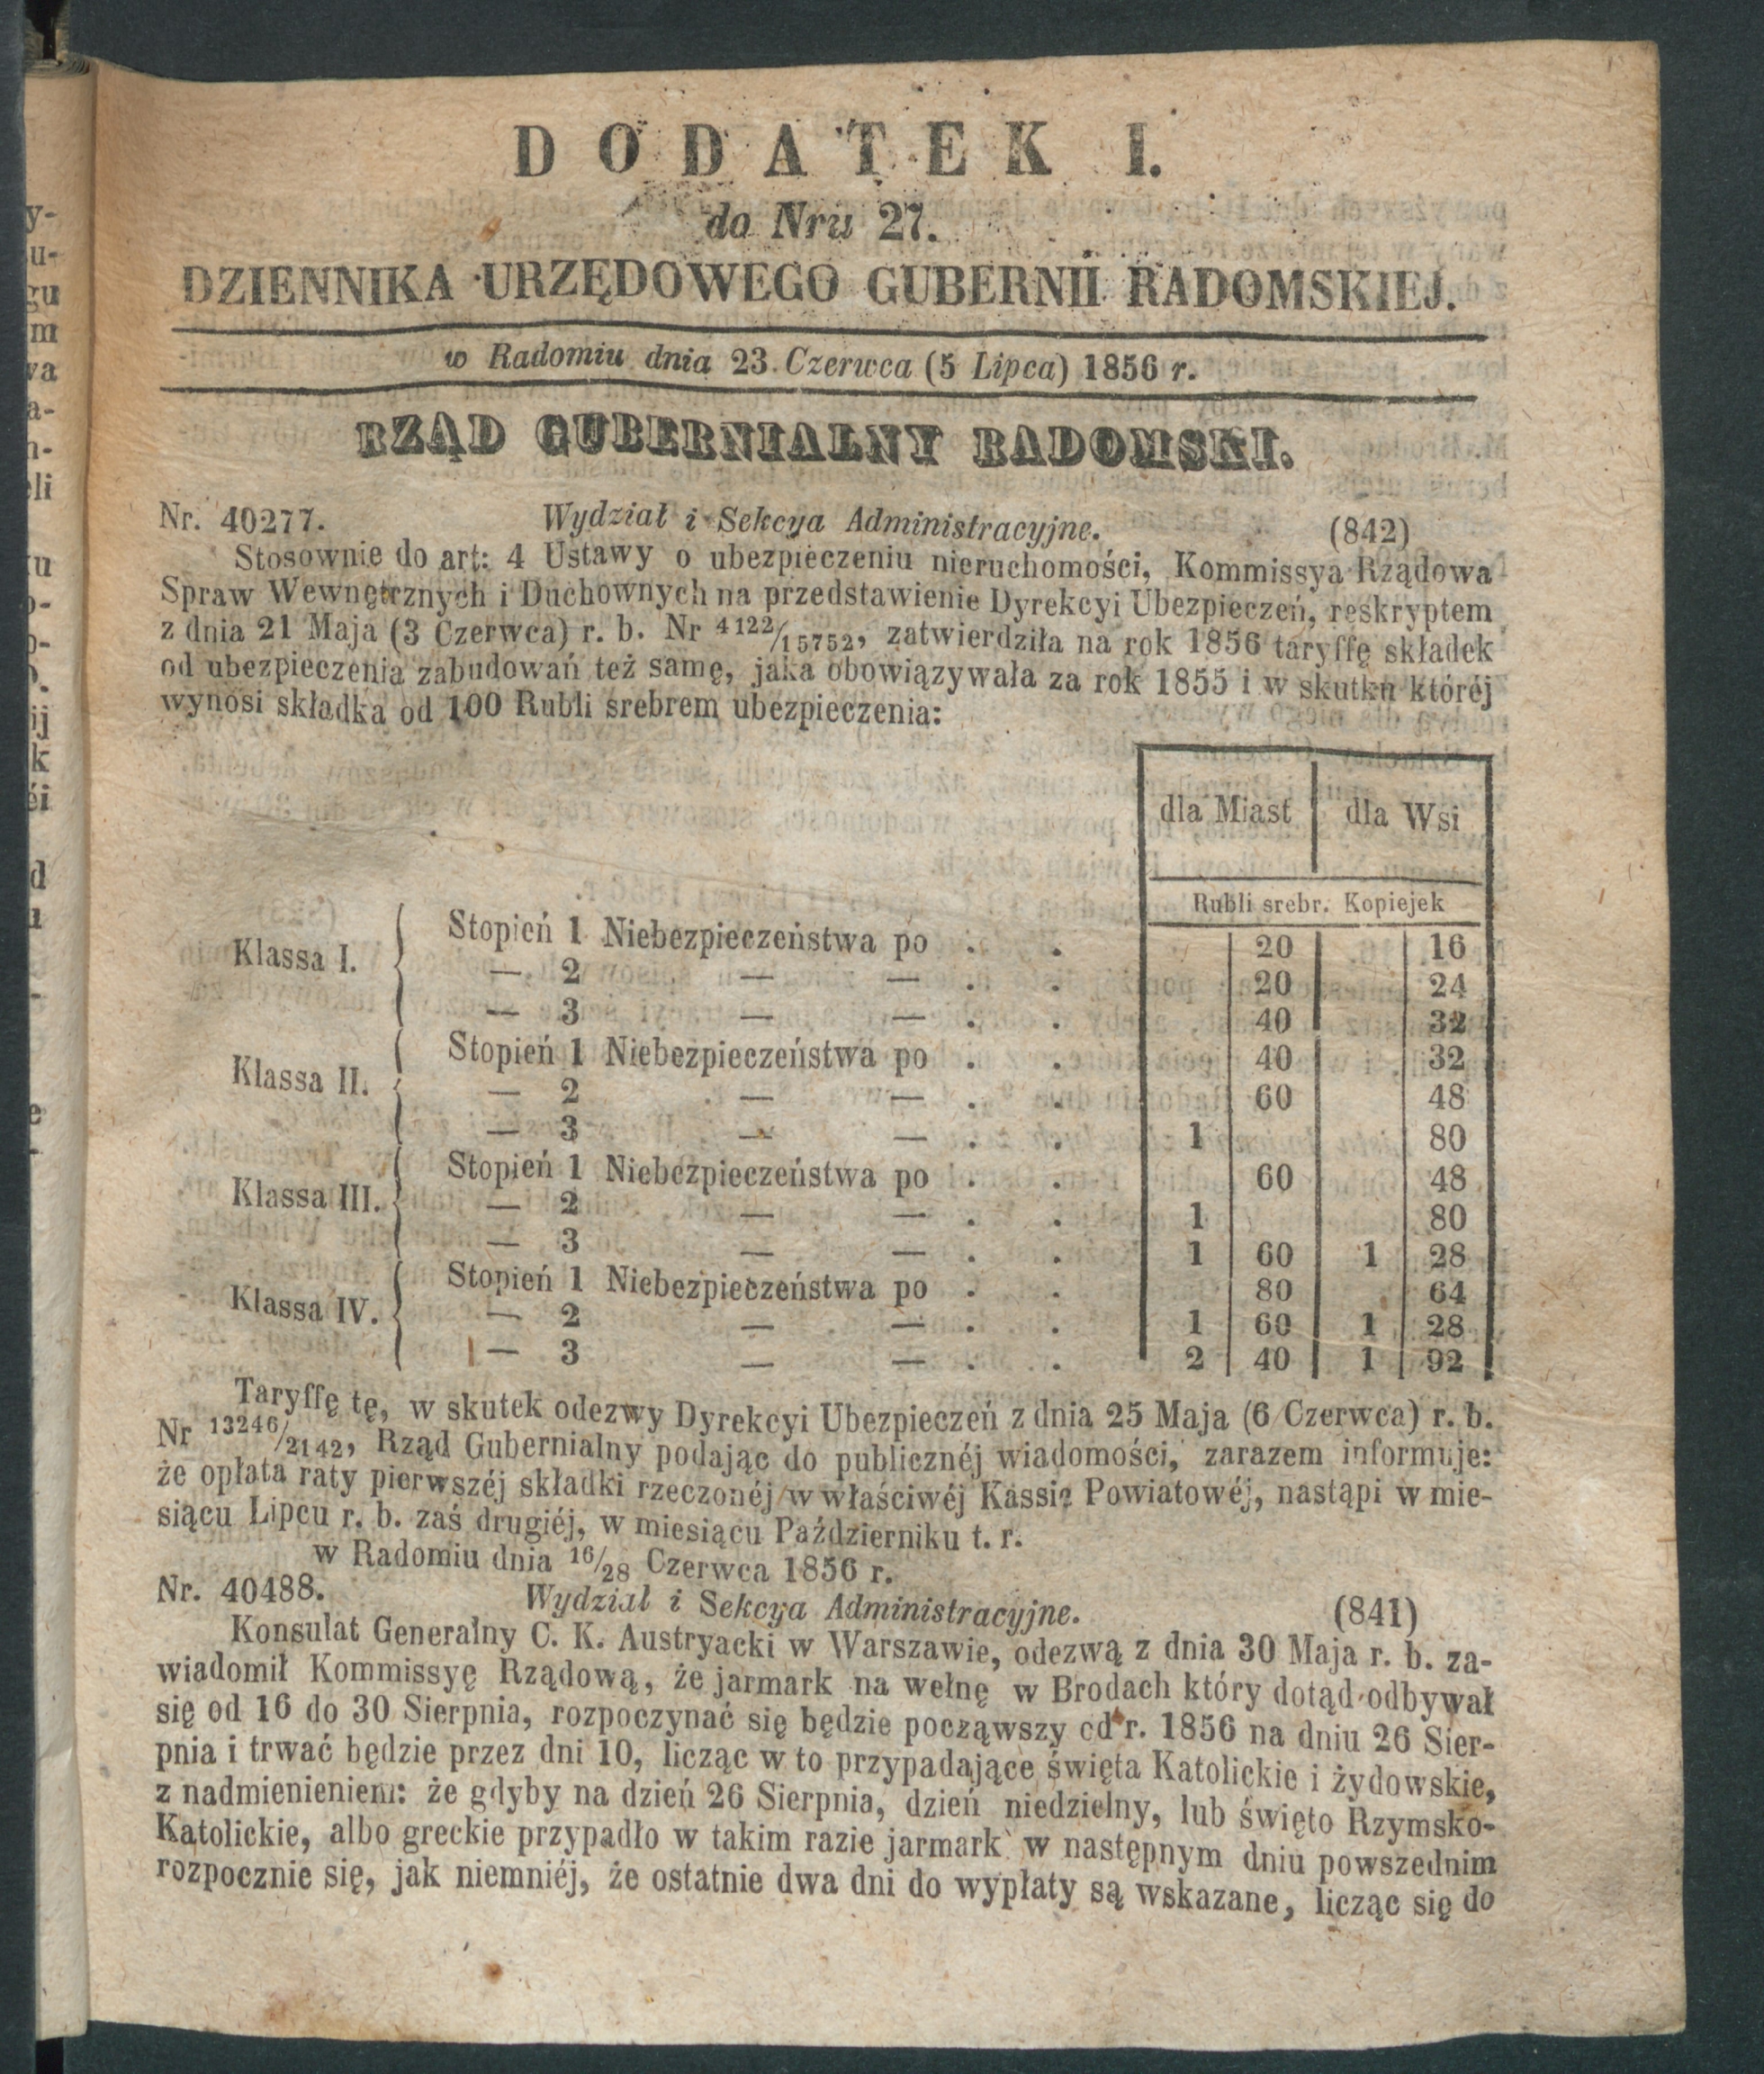 DODATEK I.
do Nru 27.
DZIENNIKA URZĘDOWEGO GUBERNII RADOMSKIEJ.
w Radomiu dnia 23 Czerwca (5 Lipca) 1856 r.
RZĄD GUBERNIALNY RADOMSKI.
Nr. 40277. Wydział i Sekcya Administracyjne. (842)
Stosownie do art: 4 Ustawy o ubezpieczeniu nieruchomości, Kommissya Rządowa
Spraw Wewnętrznych i Duchownych na przedstawienie Dyrekcyi Ubezpieczeń, reskryptem
z dnia 21 Maja (3 Czerwca) r. b. Nr 4122/15752, zatwierdziła na rok 1856 taryffę składek
od ubezpieczenia zabudowań też samę, jaka obowiązywała za rok 1855 i w skutku któréj
wynosi składka od 100 Rubli srebrem ubezpieczenia:
dla Miast dla Wsi
Rubli srebr. Kopiejek
Klassa I. Stopień 1 Niebezpieczeństwa po . . 20 16
— 2 — — . . 20 24
— 3 — — . . 40 32
Klassa II. Stopień 1 Niebezpieczeństwa po . . 40 32
— 2 — — . . 60 48
— 3 — — . . 1 80
Klassa III. Stopień 1 Niebezpieczeństwa po . . 60 48
— 2 — — . . 1 80
— 3 — — . . 1 60 1 28
Klassa IV. Stopień 1 Niebezpieczeństwa po . . 80 64
— 2 — — . . 1 60 1 28
— 3 — — . . 2 40 1 92
Taryffę tę, w skutek odezwy Dyrekcyi Ubezpieczeń z dnia 25 Maja (6 Czerwca) r. b.
Nr 13246/2142, Rząd Gubernialny podając do publicznéj wiadomości, zarazem informuje:
że opłata raty pierwszéj składki rzeczonéj w właściwéj Kassie Powiatowéj, nastąpi w mie-
siącu Lipcu r. b. zaś drugiéj, w miesiącu Październiku t. r.
w Radomiu dnia 16/28 Czerwca 1856 r.
Nr. 40488. Wydział i Sekcya Administracyjne. (841)
Konsulat Generalny C. K. Austryacki w Warszawie, odezwą z dnia 30 Maja r. b. za-
wiadomił Kommissyę Rządową, że jarmark na wełnę w Brodach który dotąd odbywał
się od 16 do 30 Sierpnia, rozpoczynać się będzie począwszy od r. 1856 na dniu 26 Sier-
pnia i trwać będzie przez dni 10, licząc w to przypadające święta Katolickie i żydowskie,
z nadmienieniem: że gdyby na dzień 26 Sierpnia, dzień niedzielny, lub święto Rzymsko-
Katolickie, albo greckie przypadło w takim razie jarmark w następnym dniu powszednim
rozpocznie się, jak niemniéj, że ostatnie dwa dni do wypłaty są wskazane, licząc się do